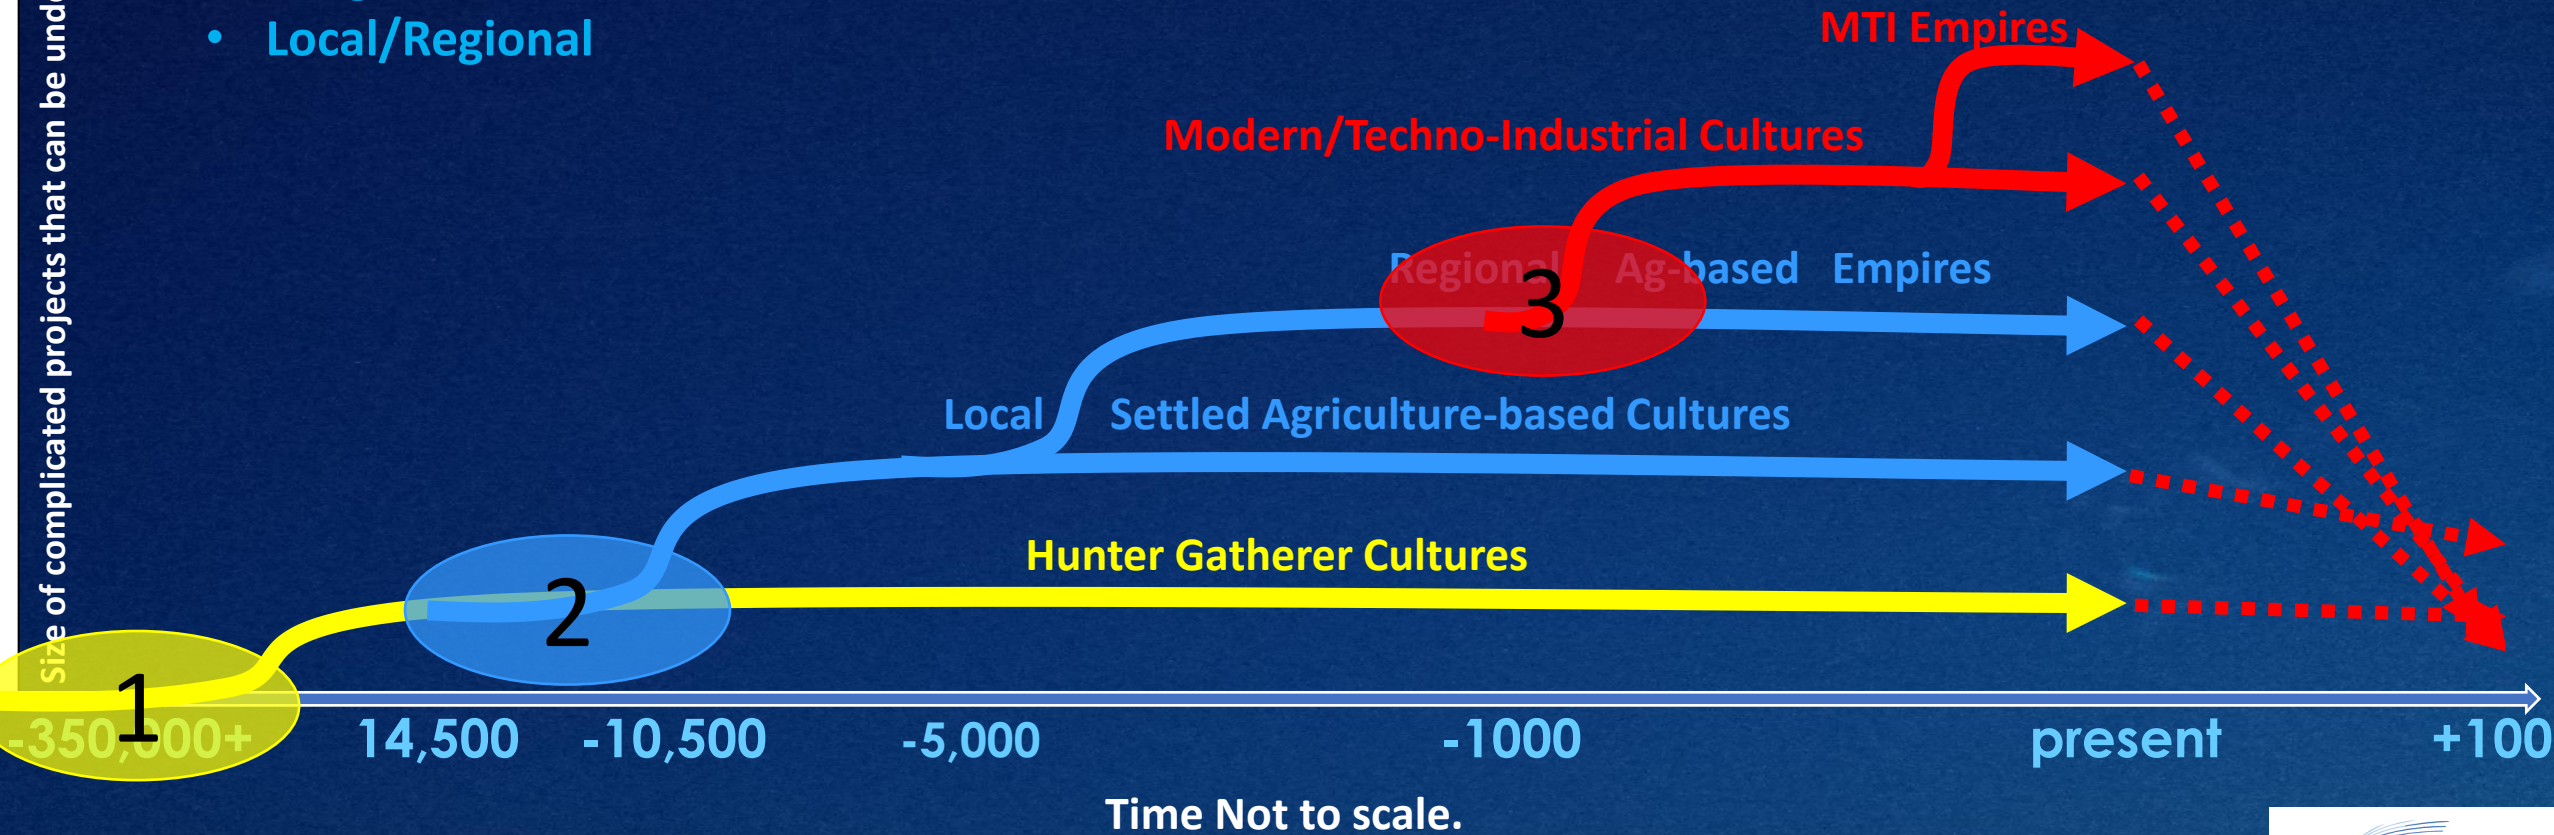 • Local/Regional
MTI Empires
Modern/Techno-Industrial Cultures
Regional Ag-based Empires
3
Local Settled Agriculture-based Cultures
Hunter Gatherer Cultures
2
1
Size of complicated projects that can be
-350,000+ 14,500 -10,500 -5,000 -1000 present +100
Time Not to scale.